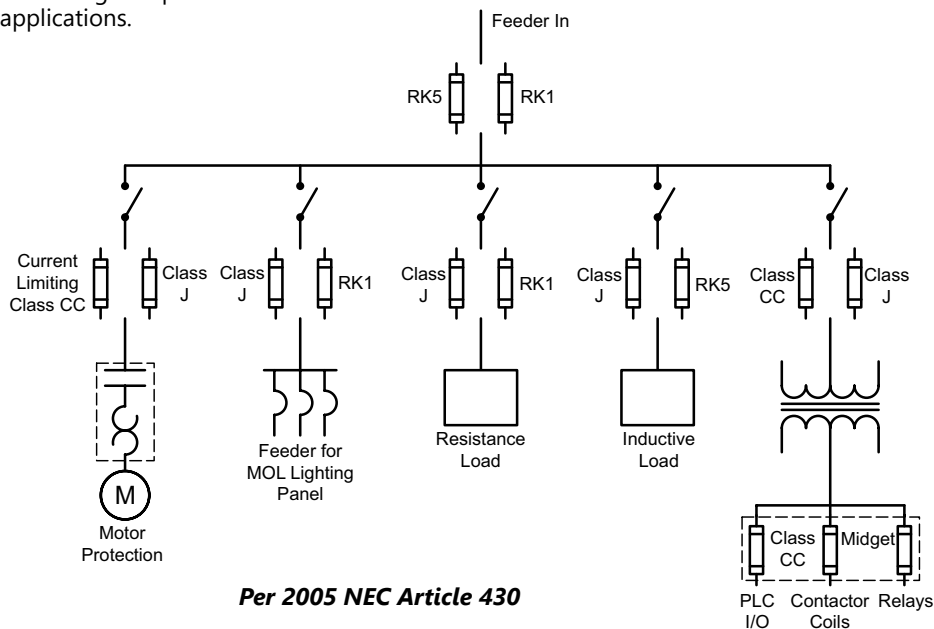 applications.
Feeder In
RK5
RK1
Current
Limiting
Class CC
Class
J
Class
J
RK1
Class
J
RK1
Class
J
RK5
Class
CC
Class
J
M
Motor
Protection
Feeder for
MOL Lighting
Panel
Resistance
Load
Inductive
Load
Class
CC
Midget
PLC
I/O
Contactor
Coils
Relays
Per 2005 NEC Article 430